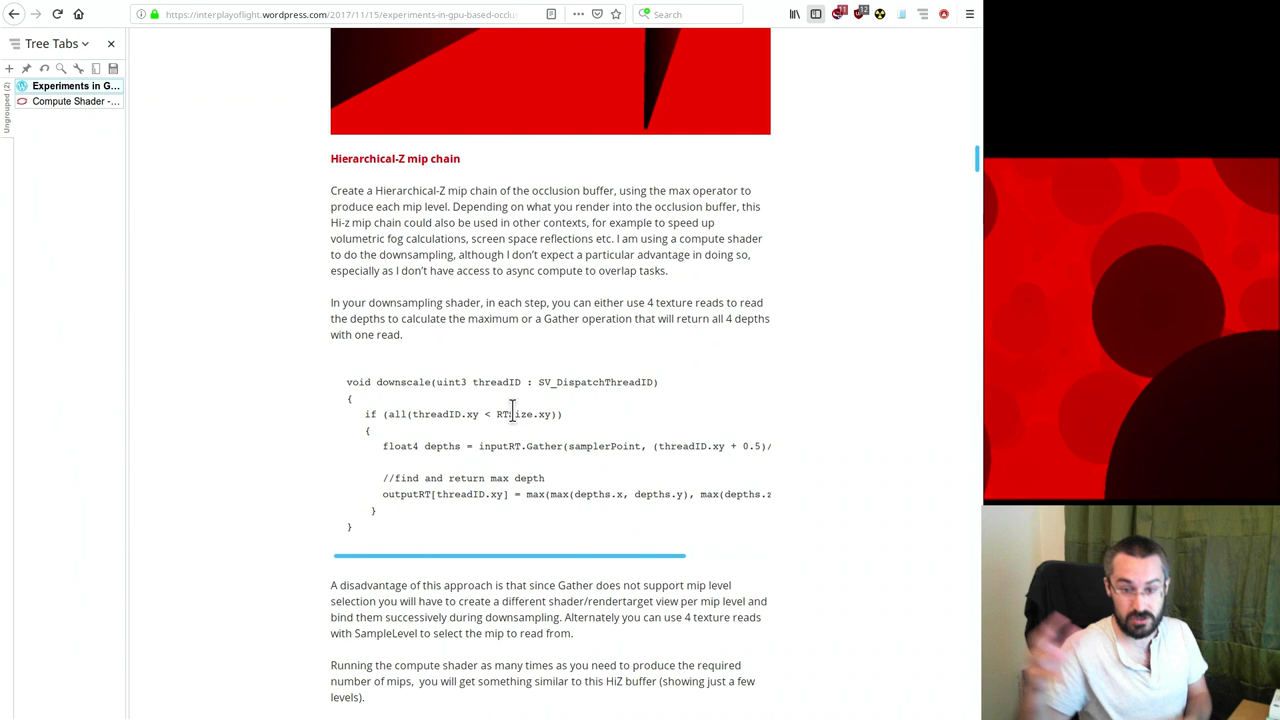 https://interplayoflight.wordpress.com/2017/11/15/experiments-in-gpu-based-occlu
Search
11
12
Tree Tabs
Ungrouped (2)
Experiments in G...
Compute Shader -...
Hierarchical-Z mip chain
Create a Hierarchical-Z mip chain of the occlusion buffer, using the max operator to
produce each mip level. Depending on what you render into the occlusion buffer, this
Hi-z mip chain could also be used in other contexts, for example to speed up
volumetric fog calculations, screen space reflections etc. I am using a compute shader
to do the downsampling, although I don't expect a particular advantage in doing so,
especially as I don't have access to async compute to overlap tasks.
In your downsampling shader, in each step, you can either use 4 texture reads to read
the depths to calculate the maximum or a Gather operation that will return all 4 depths
with one read.
void downscale(uint3 threadID : SV_DispatchThreadID)
{
if (all(threadID.xy < RTSize.xy))
{
float4 depths = inputRT.Gather(samplerPoint, (threadID.xy + 0.5)/
//find and return max depth
outputRT[threadID.xy] = max(max(depths.x, depths.y), max(depths.z
}
}
A disadvantage of this approach is that since Gather does not support mip level
selection you will have to create a different shader/rendertarget view per mip level and
bind them successively during downsampling. Alternately you can use 4 texture reads
with SampleLevel to select the mip to read from.
Running the compute shader as many times as you need to produce the required
number of mips, you will get something similar to this HiZ buffer (showing just a few
levels).